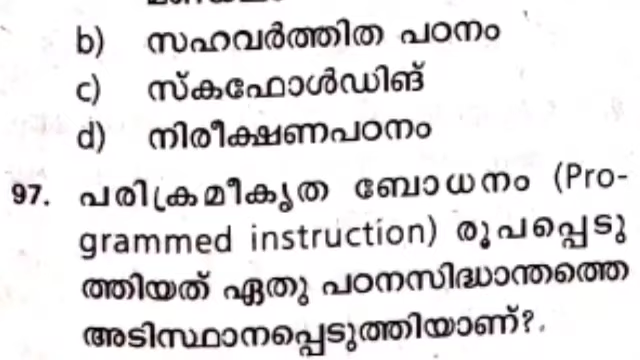 b) സഹവർത്തിത പഠനം
c) സ്കഫോൾഡിങ്
d) നിരീക്ഷണപഠനം
97. പരിക്രമീകൃത ബോധനം (Pro-
grammed instruction) രൂപപ്പെടു
ത്തിയത് ഏതു പഠനസിദ്ധാന്തത്തെ
അടിസ്ഥാനപ്പെടുത്തിയാണ്?.